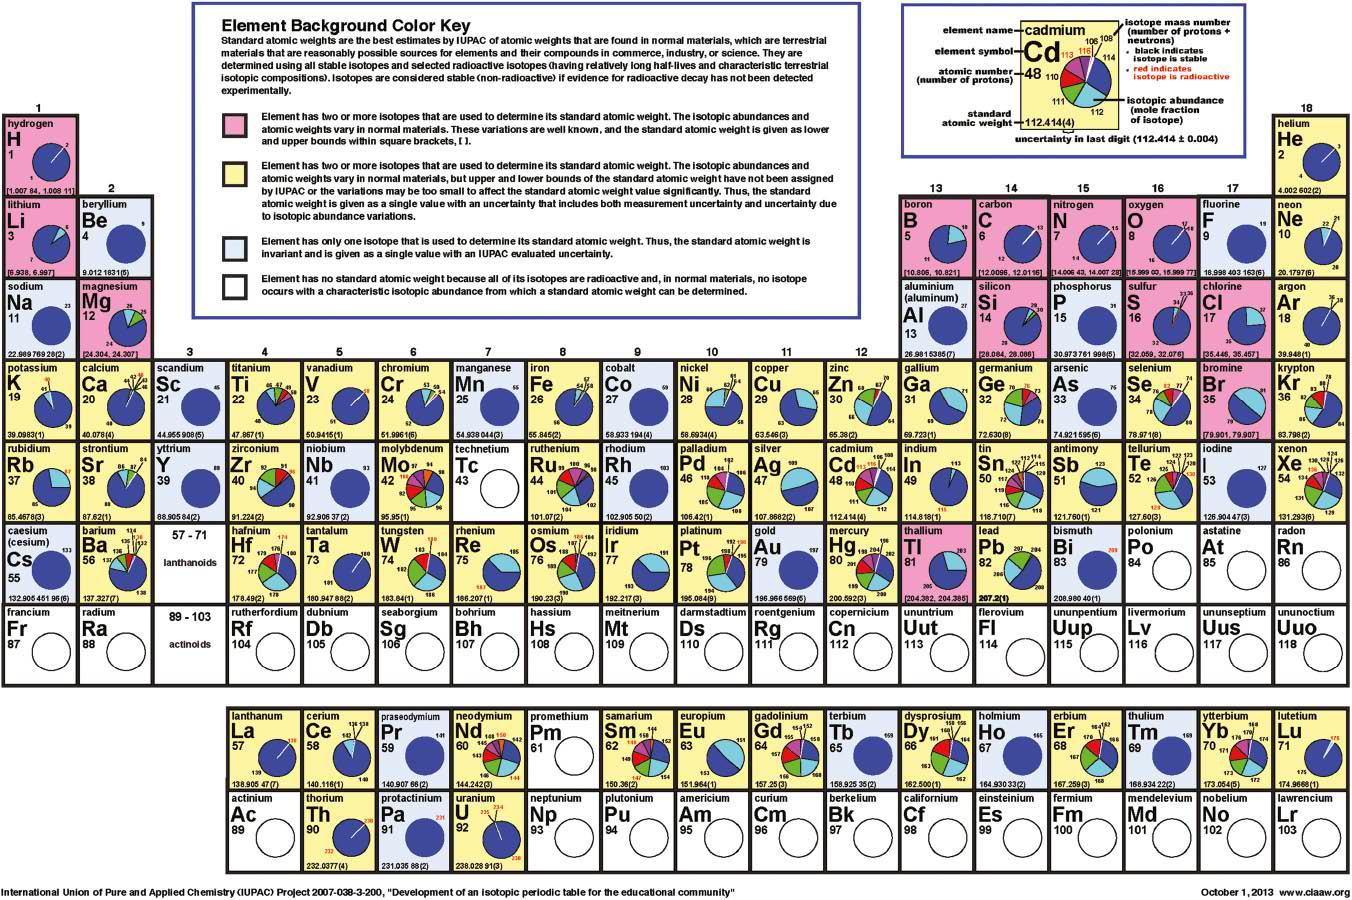 Element Background Color Key
Standard atomic weights are the best estimates by IUPAC of atomic weights that are found in normal materials, which are terrestrial
materials that are reasonably possible sources for elements and their compounds in commerce, industry, or science. They are
determined using all stable isotopes and selected radioactive isotopes (having relatively long half-lives and characteristic terrestrial
isotopic compositions). Isotopes are considered stable (non-radioactive) if evidence for radioactive decay has not been detected
experimentally.
Element has two or more isotopes that are used to determine its standard atomic weight. The isotopic abundances and
atomic weights vary in normal materials. These variations are well known, and the standard atomic weight is given as lower
and upper bounds within square brackets, [ ].
Element has two or more isotopes that are used to determine its standard atomic weight. The isotopic abundances and
atomic weights vary in normal materials, but upper and lower bounds of the standard atomic weight have not been assigned
by IUPAC or the variations may be too small to affect the standard atomic weight value significantly. Thus, the standard
atomic weight is given as a single value with an uncertainty that includes both measurement uncertainty and uncertainty due
to isotopic abundance variations.
Element has only one isotope that is used to determine its standard atomic weight. Thus, the standard atomic weight is
invariant and is given as a single value with an IUPAC evaluated uncertainty.
Element has no standard atomic weight because all of its isotopes are radioactive and, in normal materials, no isotope
occurs with a characteristic isotopic abundance from which a standard atomic weight can be determined.
element name cadmium
element symbol Cd
atomic number 48
(number of protons)
standard
atomic weight 112.414(4)
106 108 113 116 114 110 111 112
isotope mass number
(number of protons +
neutrons)
black indicates
isotope is stable
red indicates
isotope is radioactive
isotopic abundance
(mole fraction
of isotope)
uncertainty in last digit (112.414 ± 0.004)
1 18
hydrogen helium
H He
1 2
[1.007 84, 1.008 11] 4.002 602(2)
2 13 14 15 16 17
lithium beryllium boron carbon nitrogen oxygen fluorine neon
Li Be B C N O F Ne
3 4 5 6 7 8 9 10
[6.938, 6.997] 9.012 1831(5) [10.806, 10.821] [12.0096, 12.0116] [14.006 43, 14.007 28] [15.999 03, 15.999 77] 18.998 403 163(6) 20.1797(6)
sodium magnesium aluminium (aluminum) silicon phosphorus sulfur chlorine argon
Na Mg Al Si P S Cl Ar
11 12 13 14 15 16 17 18
22.989 769 28(2) [24.304, 24.307] 26.981 5385(7) [28.084, 28.086] 30.973 761 998(5) [32.059, 32.076] [35.446, 35.457] 39.948(1)
3 4 5 6 7 8 9 10 11 12
potassium calcium scandium titanium vanadium chromium manganese iron cobalt nickel copper zinc gallium germanium arsenic selenium bromine krypton
K Ca Sc Ti V Cr Mn Fe Co Ni Cu Zn Ga Ge As Se Br Kr
19 20 21 22 23 24 25 26 27 28 29 30 31 32 33 34 35 36
39.0983(1) 40.078(4) 44.955 908(5) 47.867(1) 50.9415(1) 51.9961(6) 54.938 044(3) 55.845(2) 58.933 194(4) 58.6934(4) 63.546(3) 65.38(2) 69.723(1) 72.630(8) 74.921 595(6) 78.971(8) [79.901, 79.907] 83.798(2)
rubidium strontium yttrium zirconium niobium molybdenum technetium ruthenium rhodium palladium silver cadmium indium tin antimony tellurium iodine xenon
Rb Sr Y Zr Nb Mo Tc Ru Rh Pd Ag Cd In Sn Sb Te I Xe
37 38 39 40 41 42 43 44 45 46 47 48 49 50 51 52 53 54
85.4678(3) 87.62(1) 88.905 84(2) 91.224(2) 92.906 37(2) 95.95(1) 101.07(2) 102.905 50(2) 106.42(1) 107.8682(2) 112.414(4) 114.818(1) 118.710(7) 121.760(1) 127.60(3) 126.904 47(3) 131.293(6)
caesium (cesium) barium 57 - 71 lanthanoids hafnium tantalum tungsten rhenium osmium iridium platinum gold mercury thallium lead bismuth polonium astatine radon
Cs Ba Hf Ta W Re Os Ir Pt Au Hg Tl Pb Bi Po At Rn
55 56 72 73 74 75 76 77 78 79 80 81 82 83 84 85 86
132.905 451 96(6) 137.327(7) 178.49(2) 180.947 88(2) 183.84(1) 186.207(1) 190.23(3) 192.217(3) 195.084(9) 196.966 569(5) 200.592(3) [204.382, 204.385] 207.2(1) 208.980 40(1)
francium radium 89 - 103 actinoids rutherfordium dubnium seaborgium bohrium hassium meitnerium darmstadtium roentgenium copernicium ununtrium flerovium ununpentium livermorium ununseptium ununoctium
Fr Ra Rf Db Sg Bh Hs Mt Ds Rg Cn Uut Fl Uup Lv Uus Uuo
87 88 104 105 106 107 108 109 110 111 112 113 114 115 116 117 118
lanthanum cerium praseodymium neodymium promethium samarium europium gadolinium terbium dysprosium holmium erbium thulium ytterbium lutetium
La Ce Pr Nd Pm Sm Eu Gd Tb Dy Ho Er Tm Yb Lu
57 58 59 60 61 62 63 64 65 66 67 68 69 70 71
138.905 47(7) 140.116(1) 140.907 66(2) 144.242(3) 150.36(2) 151.964(1) 157.25(3) 158.925 35(2) 162.500(1) 164.930 33(2) 167.259(3) 168.934 22(2) 173.054(5) 174.9668(1)
actinium thorium protactinium uranium neptunium plutonium americium curium berkelium californium einsteinium fermium mendelevium nobelium lawrencium
Ac Th Pa U Np Pu Am Cm Bk Cf Es Fm Md No Lr
89 90 91 92 93 94 95 96 97 98 99 100 101 102 103
232.0377(4) 231.035 88(2) 238.028 91(3)
International Union of Pure and Applied Chemistry (IUPAC) Project 2007-038-3-200, "Development of an isotopic periodic table for the educational community"
October 1, 2013 www.ciaaw.org